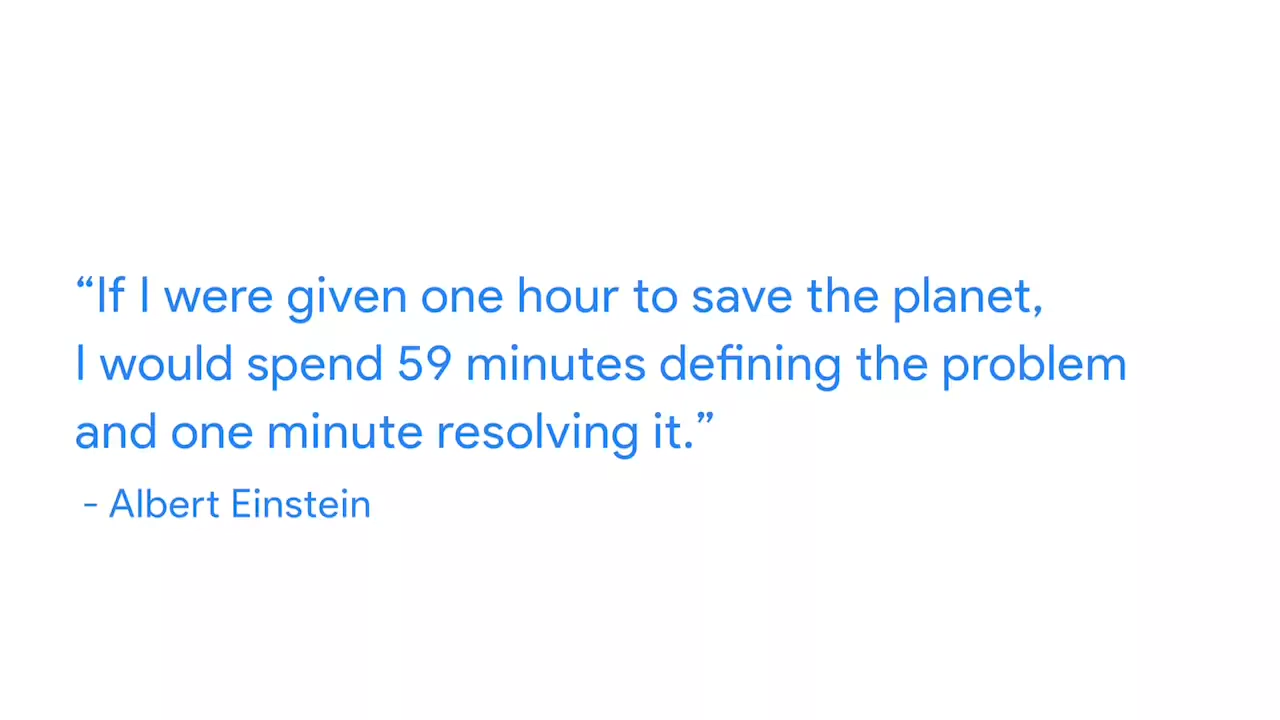 “If I were given one hour to save the planet,
I would spend 59 minutes defining the problem
and one minute resolving it.”
- Albert Einstein